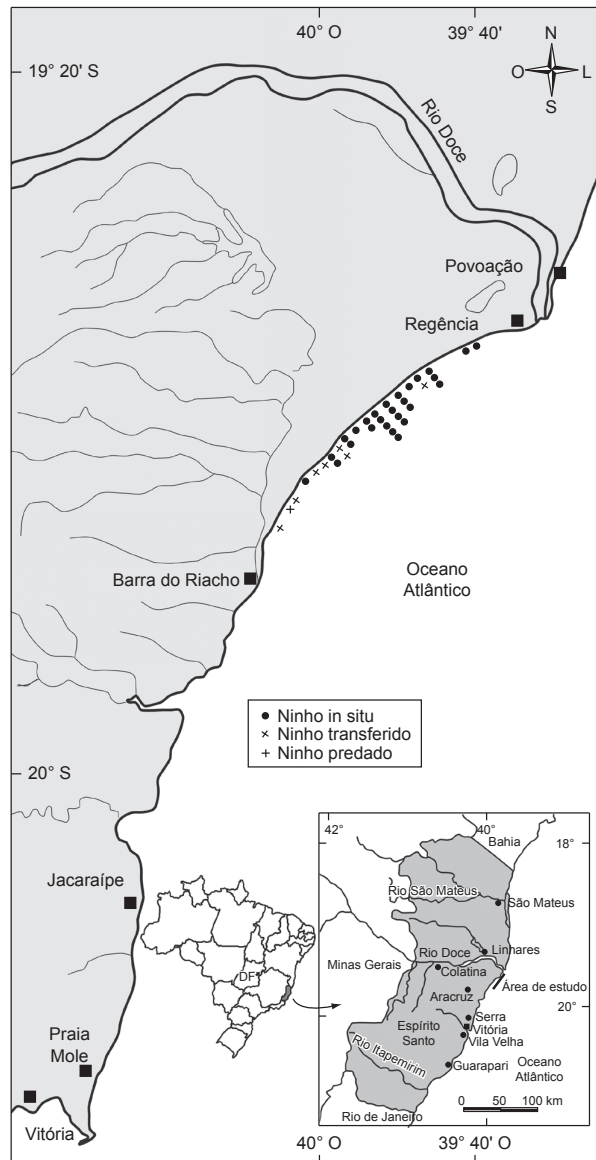 40° O
39° 40'
N
O
L
S
19° 20' S
Rio Doce
Povoação
Regência
Barra do Riacho
Oceano
Atlântico
Ninho in situ
Ninho transferido
Ninho predado
20° S
Jacaraípe
Praia
Mole
Vitória
DF
42°
40°
18°
Bahia
Rio São Mateus
São Mateus
Linhares
Rio Doce
Minas Gerais
Colatina
Área de estudo
Aracruz
20°
Serra
Espírito
Santo
Vitória
Vila Velha
Rio Itapemirim
Guarapari
Oceano
Atlântico
Rio de Janeiro
0 50 100 km
40° O
39° 40' O